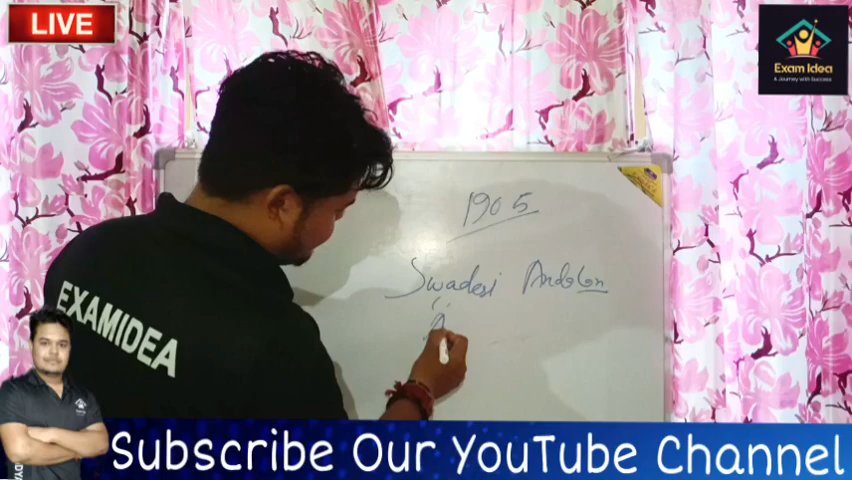 LIVE
Exam Idea
A Journey with Success
1905
Swadesi Andolon
EXAMIDEA
Subscribe Our YouTube Channel